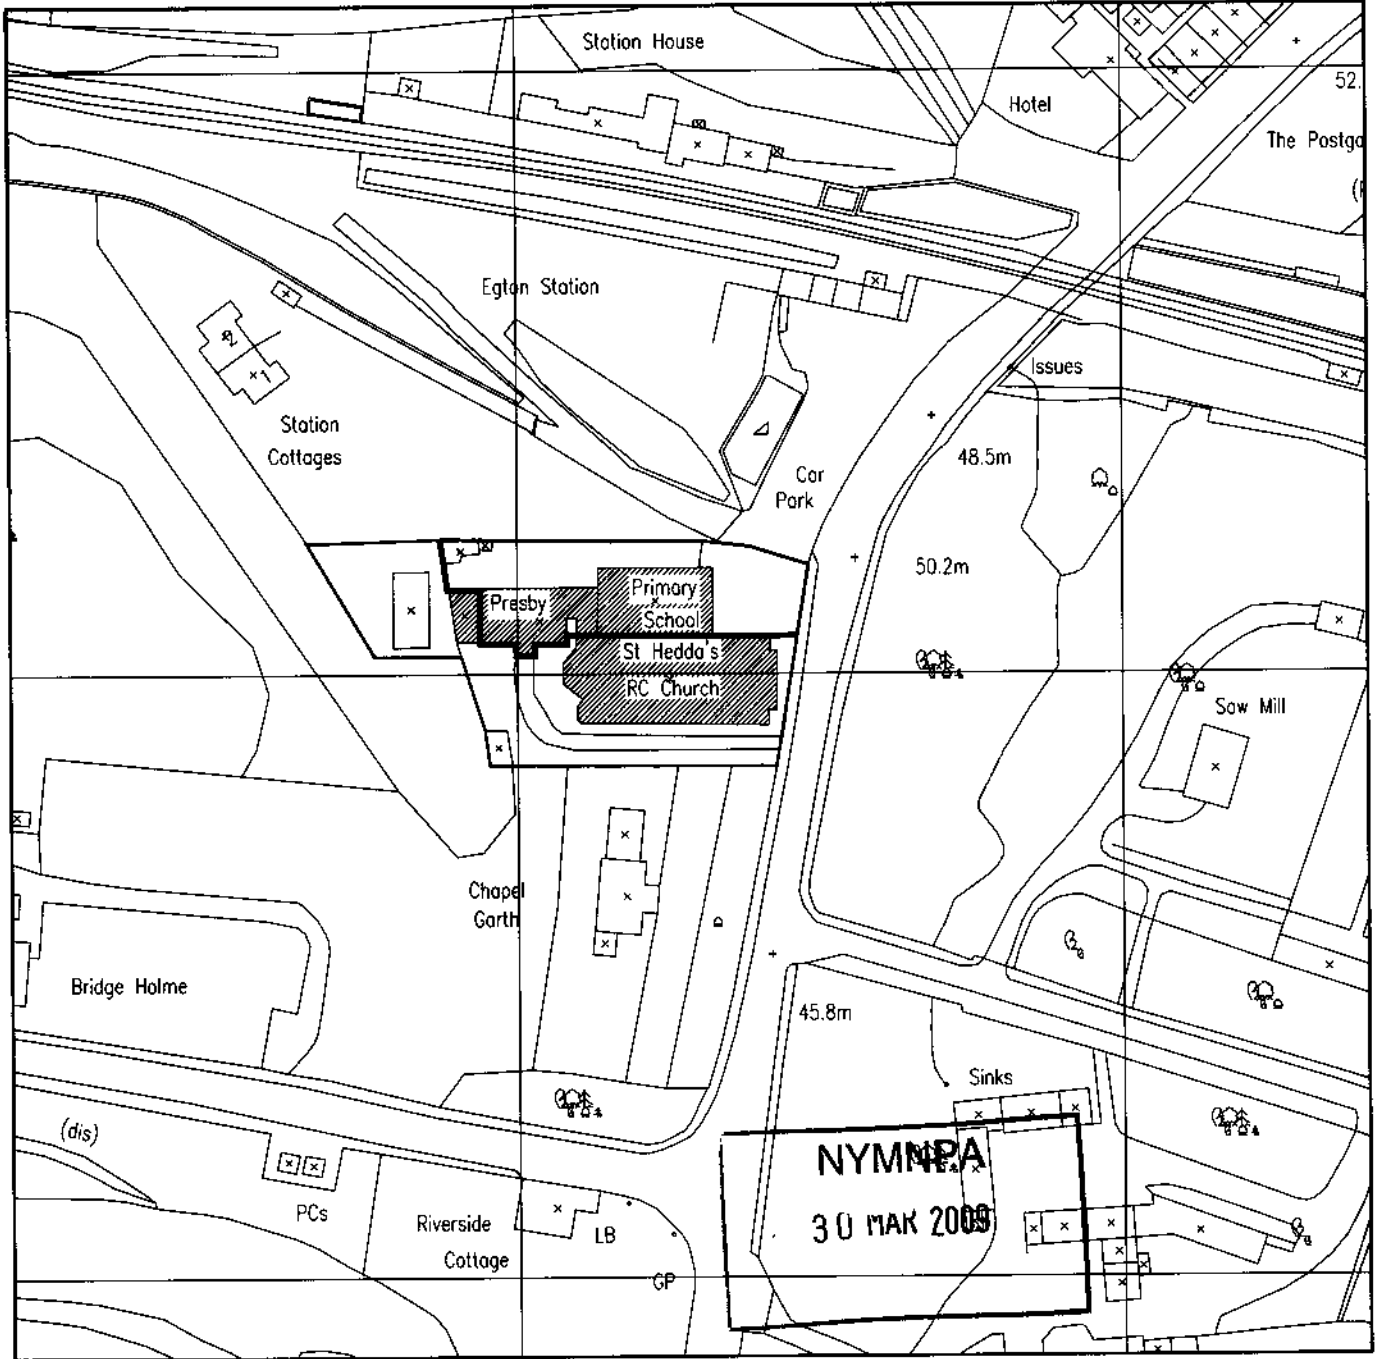 Station House
52.
Hotel
The Postga
Egton Station
2
1
Issues
Station
Cottages
48.5m
Car
Park
50.2m
Presby
Primary
School
St Hedda's
RC Church
Saw Mill
Chapel
Garth
Bridge Holme
45.8m
Sinks
(dis)
NYMNPA
30 MAR 2009
PCs
Riverside
Cottage
LB
GP